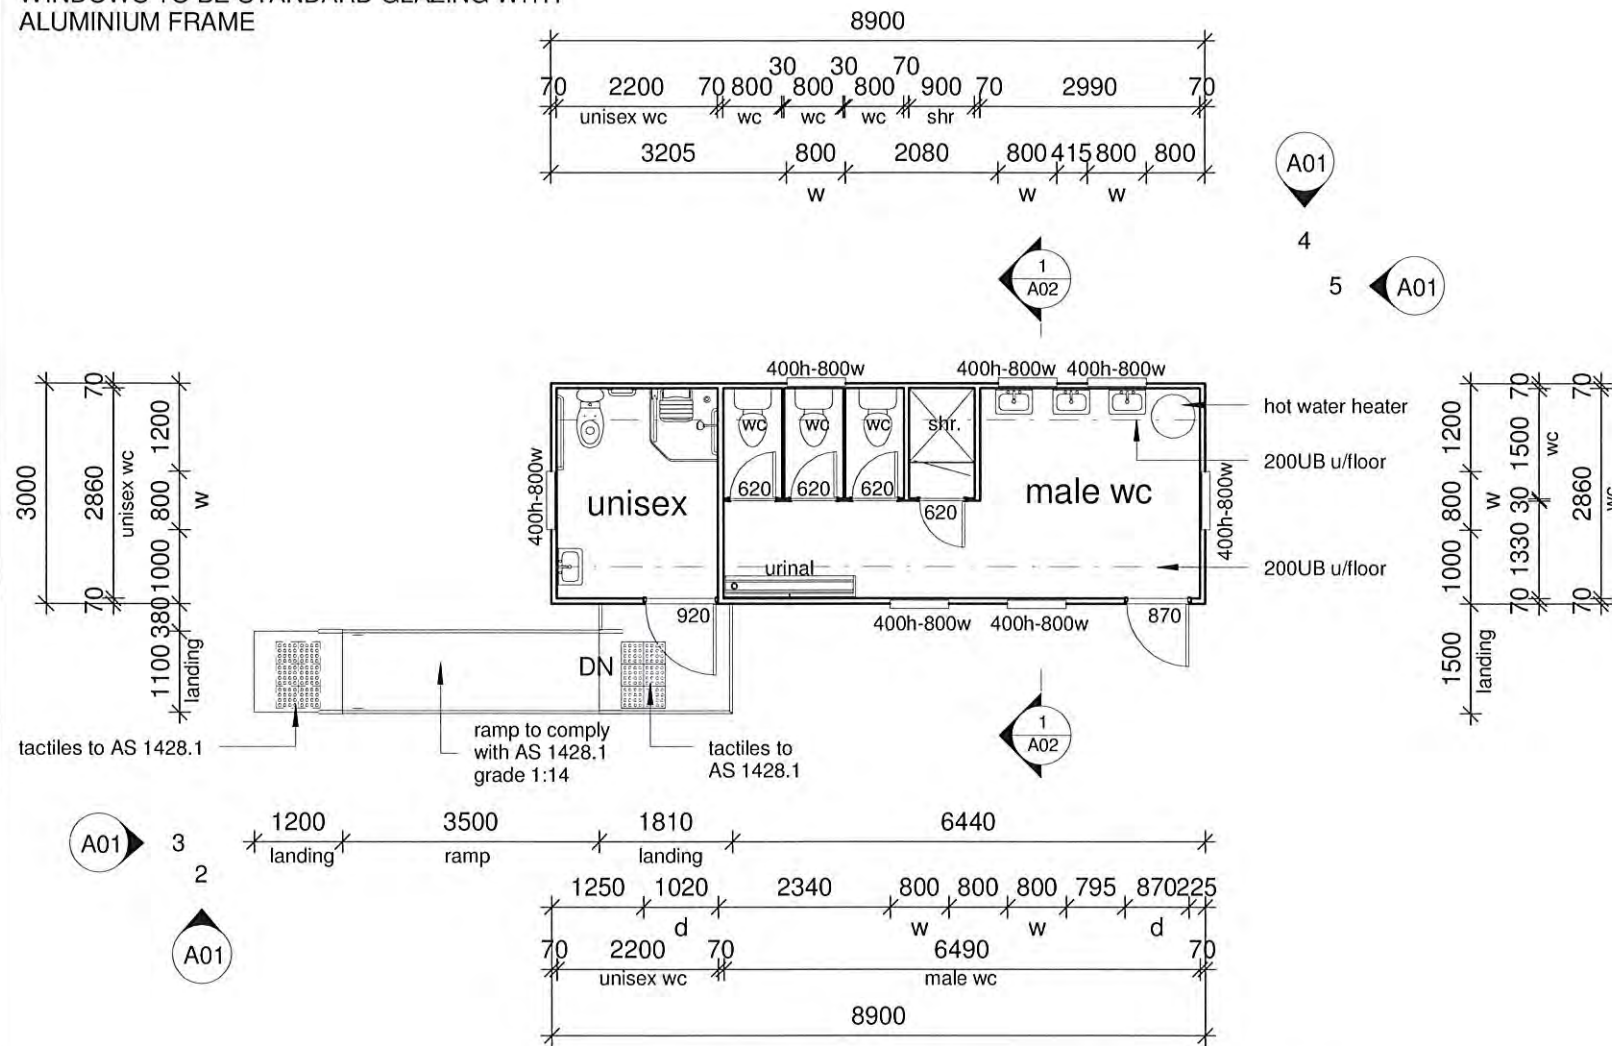 ALUMINIUM FRAME
8900
30 30 70
70 2200 70 800 800 800 900 70 2990 70
unisex wc wc wc wc shr
3205 800 2080 800 415 800 800
w w w
A01
4
5 A01
1
A02
400h-800w 400h-800w 400h-800w
hot water heater
200UB u/floor
200UB u/floor
3000
70 2860 70
unisex wc
1200 800 1000 380 1100
w
landing
400h-800w
unisex
wc wc wc shr.
620 620 620 620
male wc
urinal
400h-800w
920
400h-800w 400h-800w
870
1200 800 1000 1500
w
landing
70 1500 30 1330 70
wc
70 2860 70
wc
DN
tactiles to AS 1428.1
ramp to comply
with AS 1428.1
grade 1:14
tactiles to
AS 1428.1
1
A02
A01 3
2
A01
1200 3500 1810 6440
landing ramp landing
1250 1020 2340 800 800 800 795 870 225
d w w d
70 2200 70 6490 70
unisex wc male wc
8900